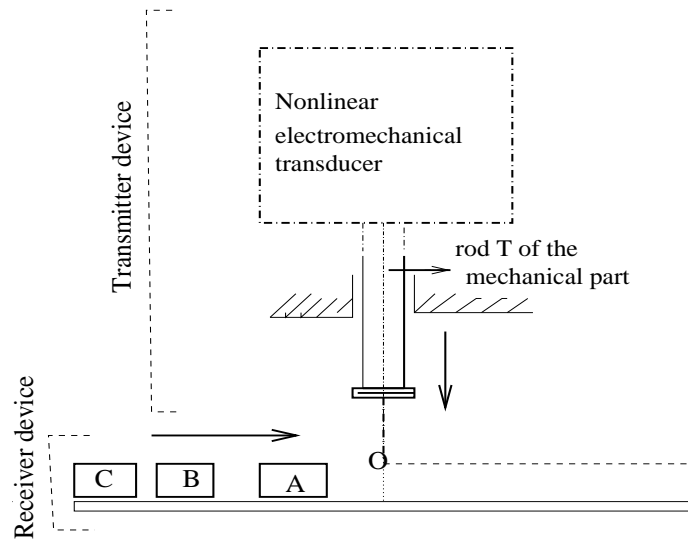 Nonlinear
electromechanical
transducer
Transmitter device
rod T of the
mechanical part
Receiver device
O
C
B
A